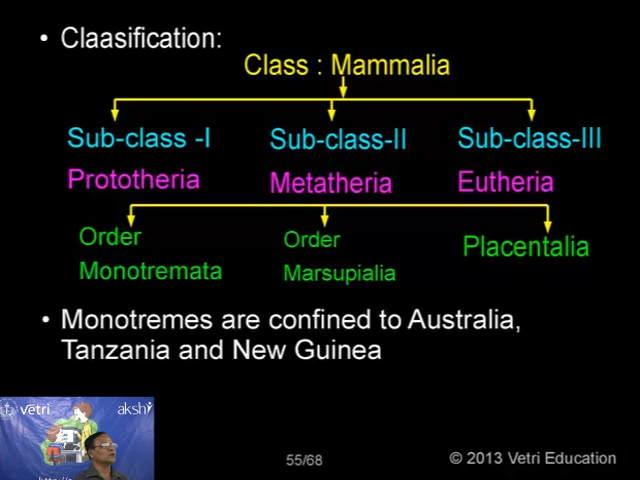 • Claasification:
Class : Mammalia
Sub-class -I Sub-class-II Sub-class-III
Prototheria Metatheria Eutheria
Order Order Placentalia
Monotremata Marsupialia
• Monotremes are confined to Australia,
Tanzania and New Guinea
vetri akshi
http://
55/68 © 2013 Vetri Education